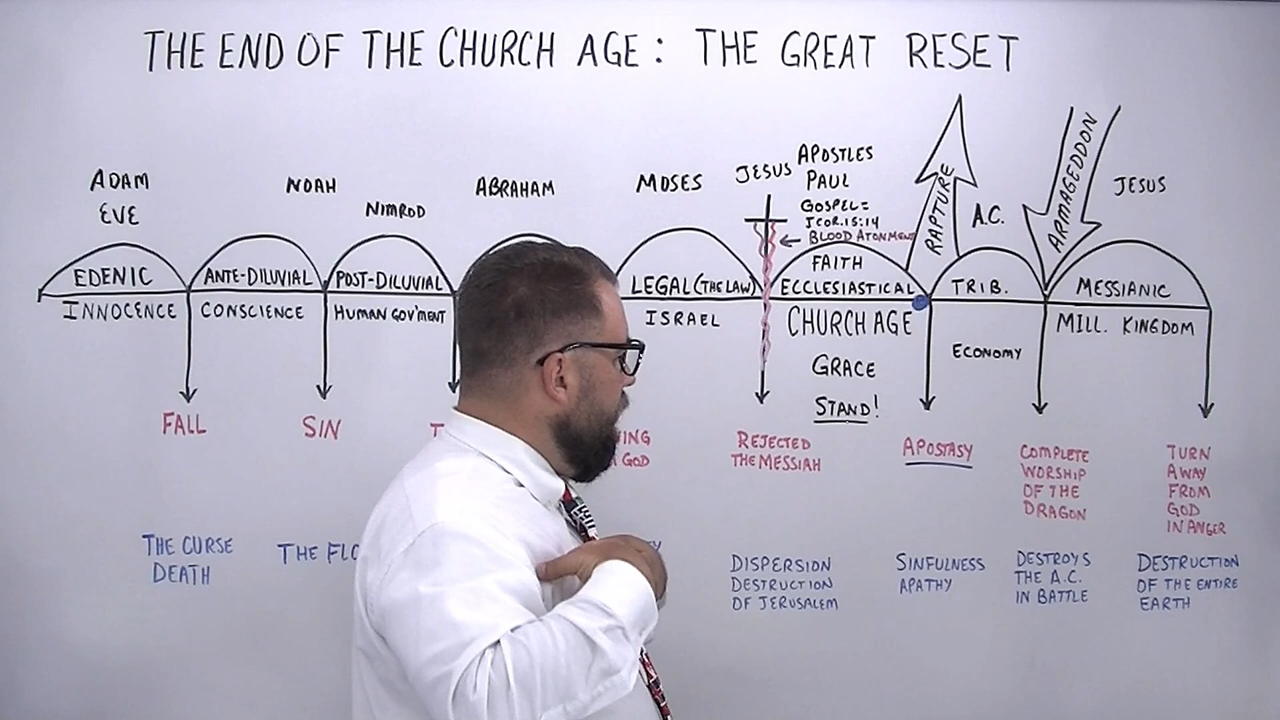 THE END OF THE CHURCH AGE: THE GREAT RESET
ADAM
EVE
NOAH
NIMROD
ABRAHAM
MOSES
JESUS
APOSTLES
PAUL
GOSPEL=
I COR. 15:14
BLOOD ATONMENT
RAPTURE
A.C.
ARMAGEDDON
JESUS
EDENIC
INNOCENCE
ANTE-DILUVIAL
CONSCIENCE
POST-DILUVIAL
HUMAN GOV'MENT
LEGAL (THE LAW)
ISRAEL
FAITH
ECCLESIASTICAL
CHURCH AGE
GRACE
STAND!
TRIB.
ECONOMY
MESSIANIC
MILL. KINGDOM
FALL
SIN
GOD
REJECTED
THE MESSIAH
APOSTASY
COMPLETE
WORSHIP
OF THE
DRAGON
TURN
AWAY
FROM
GOD
IN ANGER
THE CURSE
DEATH
THE FLO
DISPERSION
DESTRUCTION
OF JERUSALEM
SINFULNESS
APATHY
DESTROYS
THE A.C.
IN BATTLE
DESTRUCTION
OF THE ENTIRE
EARTH